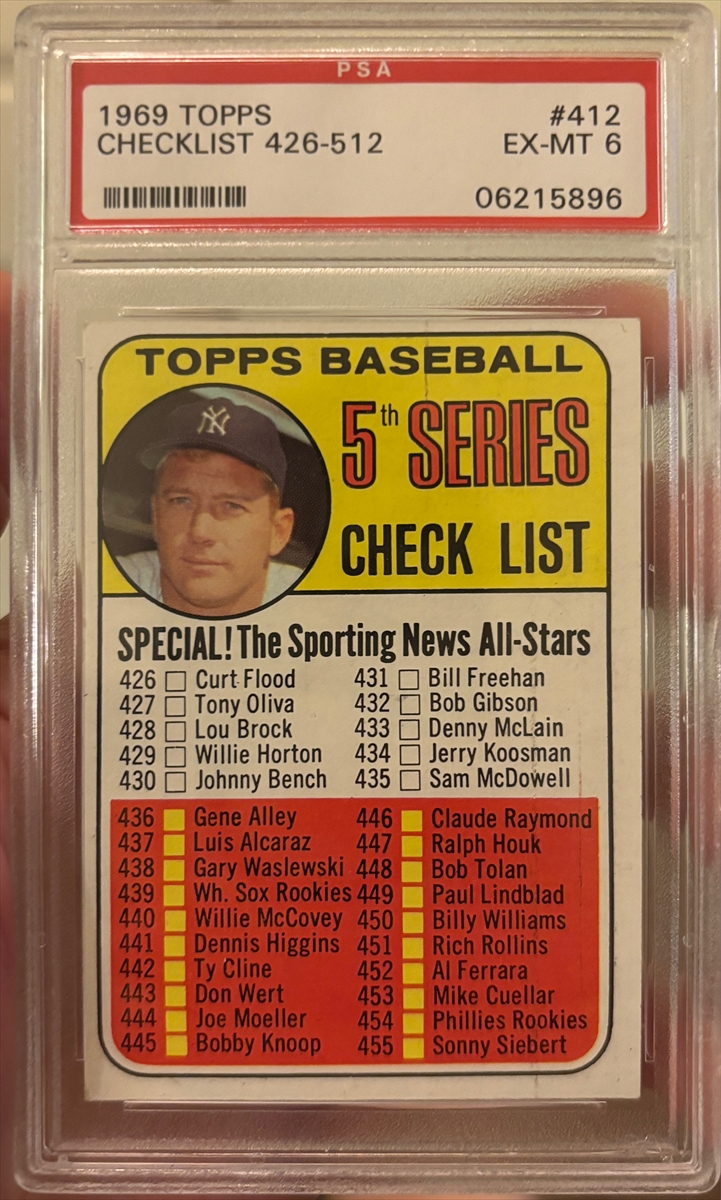 PSA
1969 TOPPS #412
CHECKLIST 426-512 EX-MT 6
06215896
TOPPS BASEBALL
NY
5th SERIES
CHECK LIST
SPECIAL! The Sporting News All-Stars
426 Curt Flood 431 Bill Freehan
427 Tony Oliva 432 Bob Gibson
428 Lou Brock 433 Denny McLain
429 Willie Horton 434 Jerry Koosman
430 Johnny Bench 435 Sam McDowell
436 Gene Alley 446 Claude Raymond
437 Luis Alcaraz 447 Ralph Houk
438 Gary Waslewski 448 Bob Tolan
439 Wh. Sox Rookies 449 Paul Lindblad
440 Willie McCovey 450 Billy Williams
441 Dennis Higgins 451 Rich Rollins
442 Ty Cline 452 Al Ferrara
443 Don Wert 453 Mike Cuellar
444 Joe Moeller 454 Phillies Rookies
445 Bobby Knoop 455 Sonny Siebert